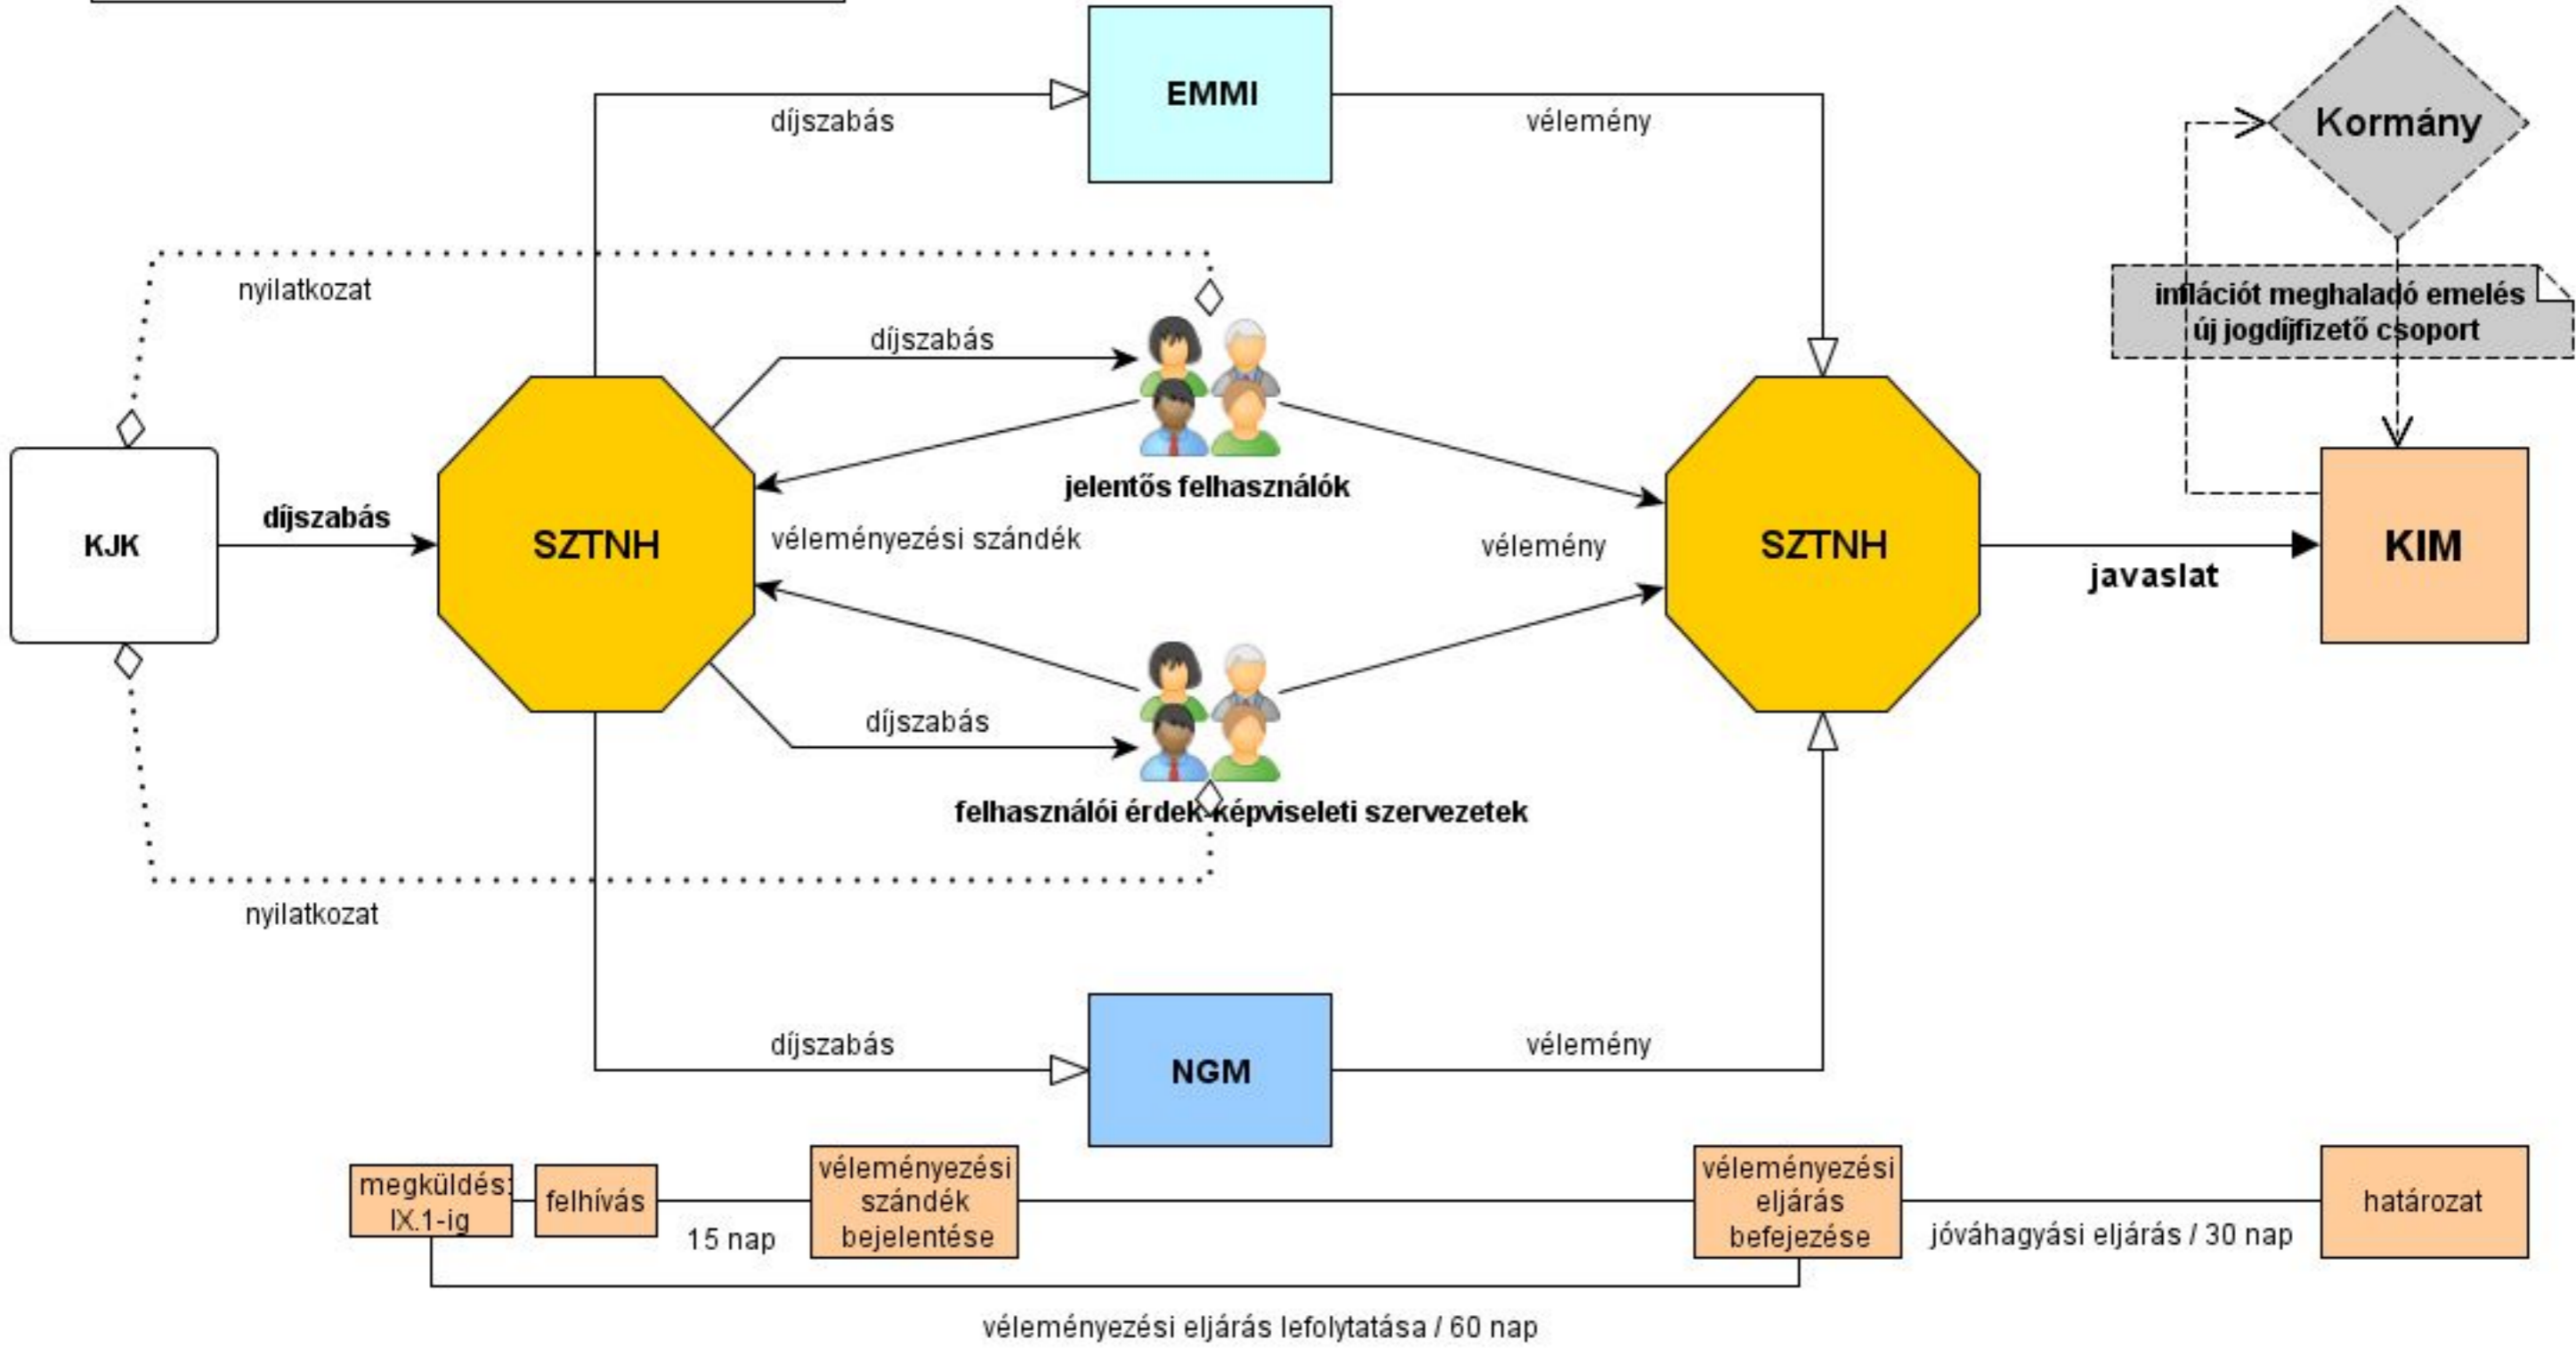 EMMI
díjszabás
vélemény
Kormány
nyilatkozat
inflációt meghaladó emelés
új jogdíjfizető csoport
díjszabás
jelentős felhasználók
KJK
díjszabás
SZTNH
véleményezési szándék
vélemény
SZTNH
javaslat
KIM
díjszabás
felhasználói érdek-képviseleti szervezetek
nyilatkozat
díjszabás
NGM
vélemény
megküldés:
IX.1-ig
felhívás
15 nap
véleményezési
szándék
bejelentése
véleményezési
eljárás
befejezése
jóváhagyási eljárás / 30 nap
határozat
véleményezési eljárás lefolytatása / 60 nap